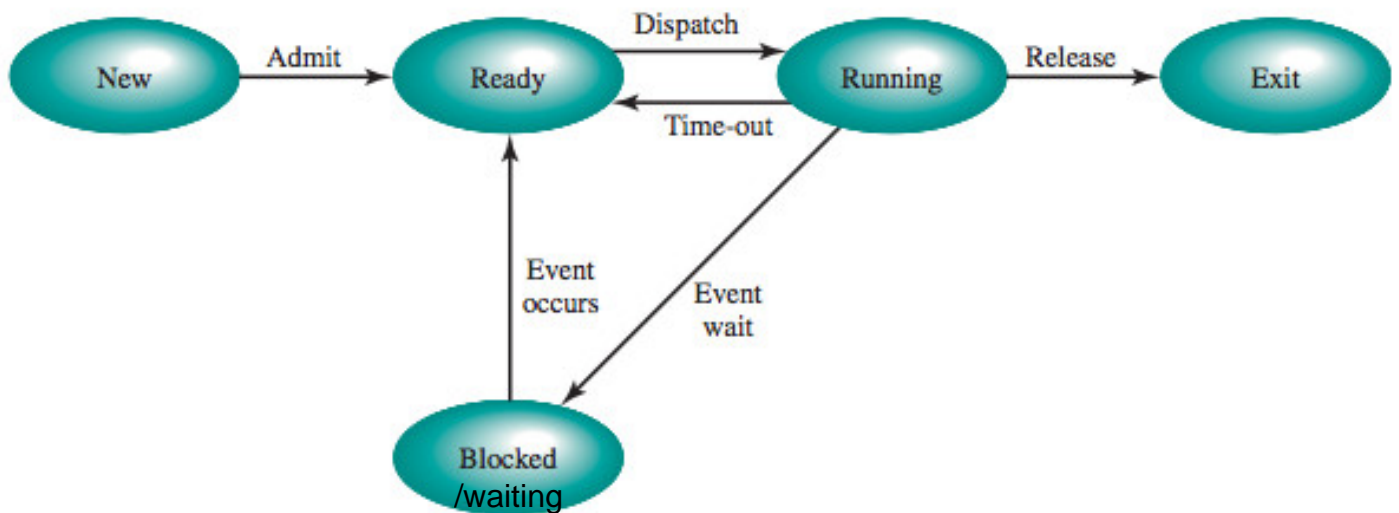 Dispatch
Admit
Release
New
Ready
Running
Exit
Time-out
Event
occurs
Event
wait
Blocked
/waiting